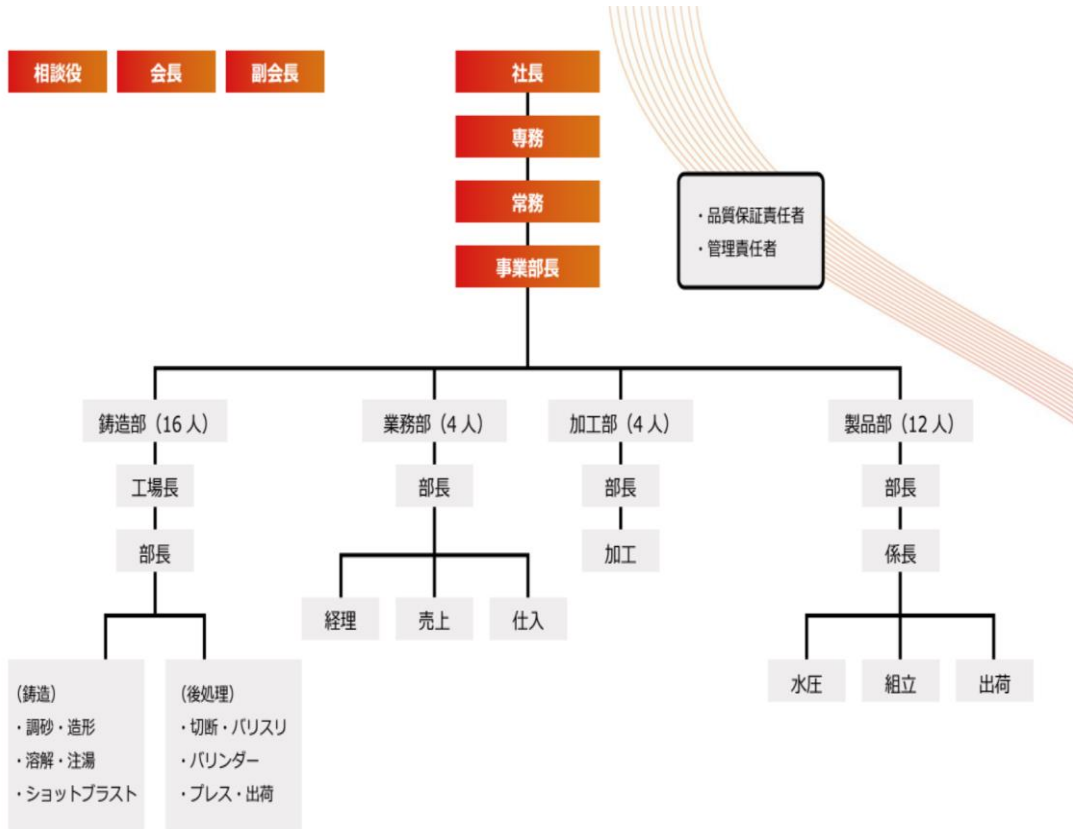 相談役
会長
副会長
社長
専務
常務
事業部長
・品質保証責任者
・管理責任者
鋳造部（16 人）
業務部（4 人）
加工部（4 人）
製品部（12 人）
工場長
部長
部長
部長
部長
加工
係長
経理
売上
仕入
(鋳造)
・調砂・造形
・溶解・注湯
・ショットブラスト
(後処理)
・切断・バリスリ
・バリンダー
・プレス・出荷
水圧
組立
出荷